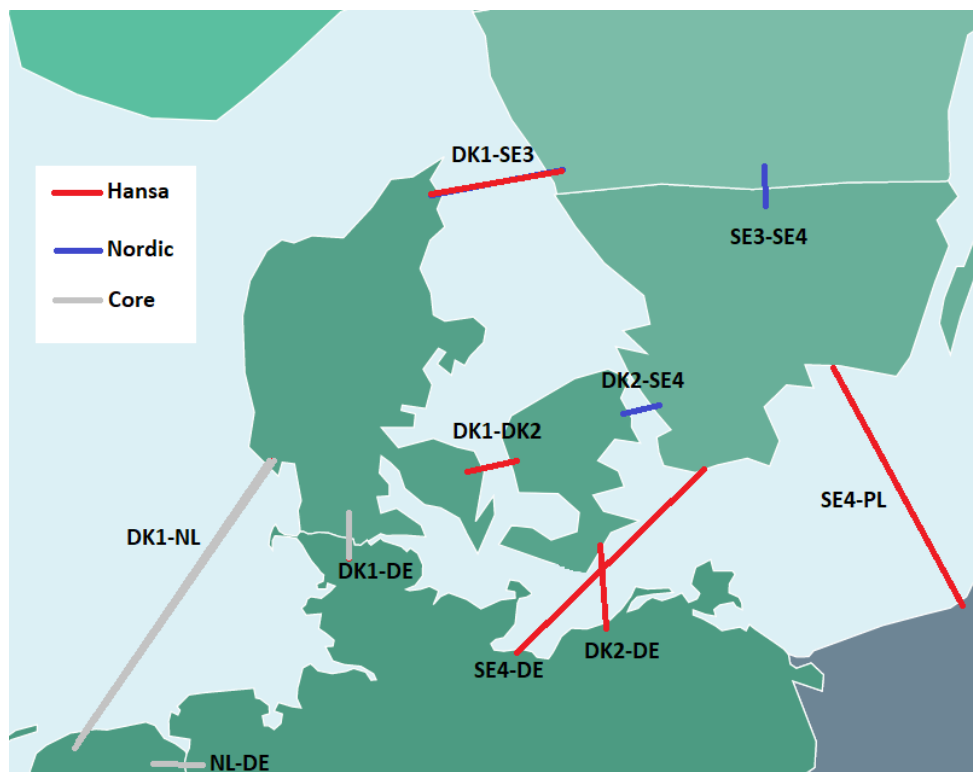 DK1-SE3
Hansa
Nordic
Core
SE3-SE4
DK2-SE4
DK1-DK2
SE4-PL
DK1-NL
DK1-DE
DK2-DE
SE4-DE
NL-DE